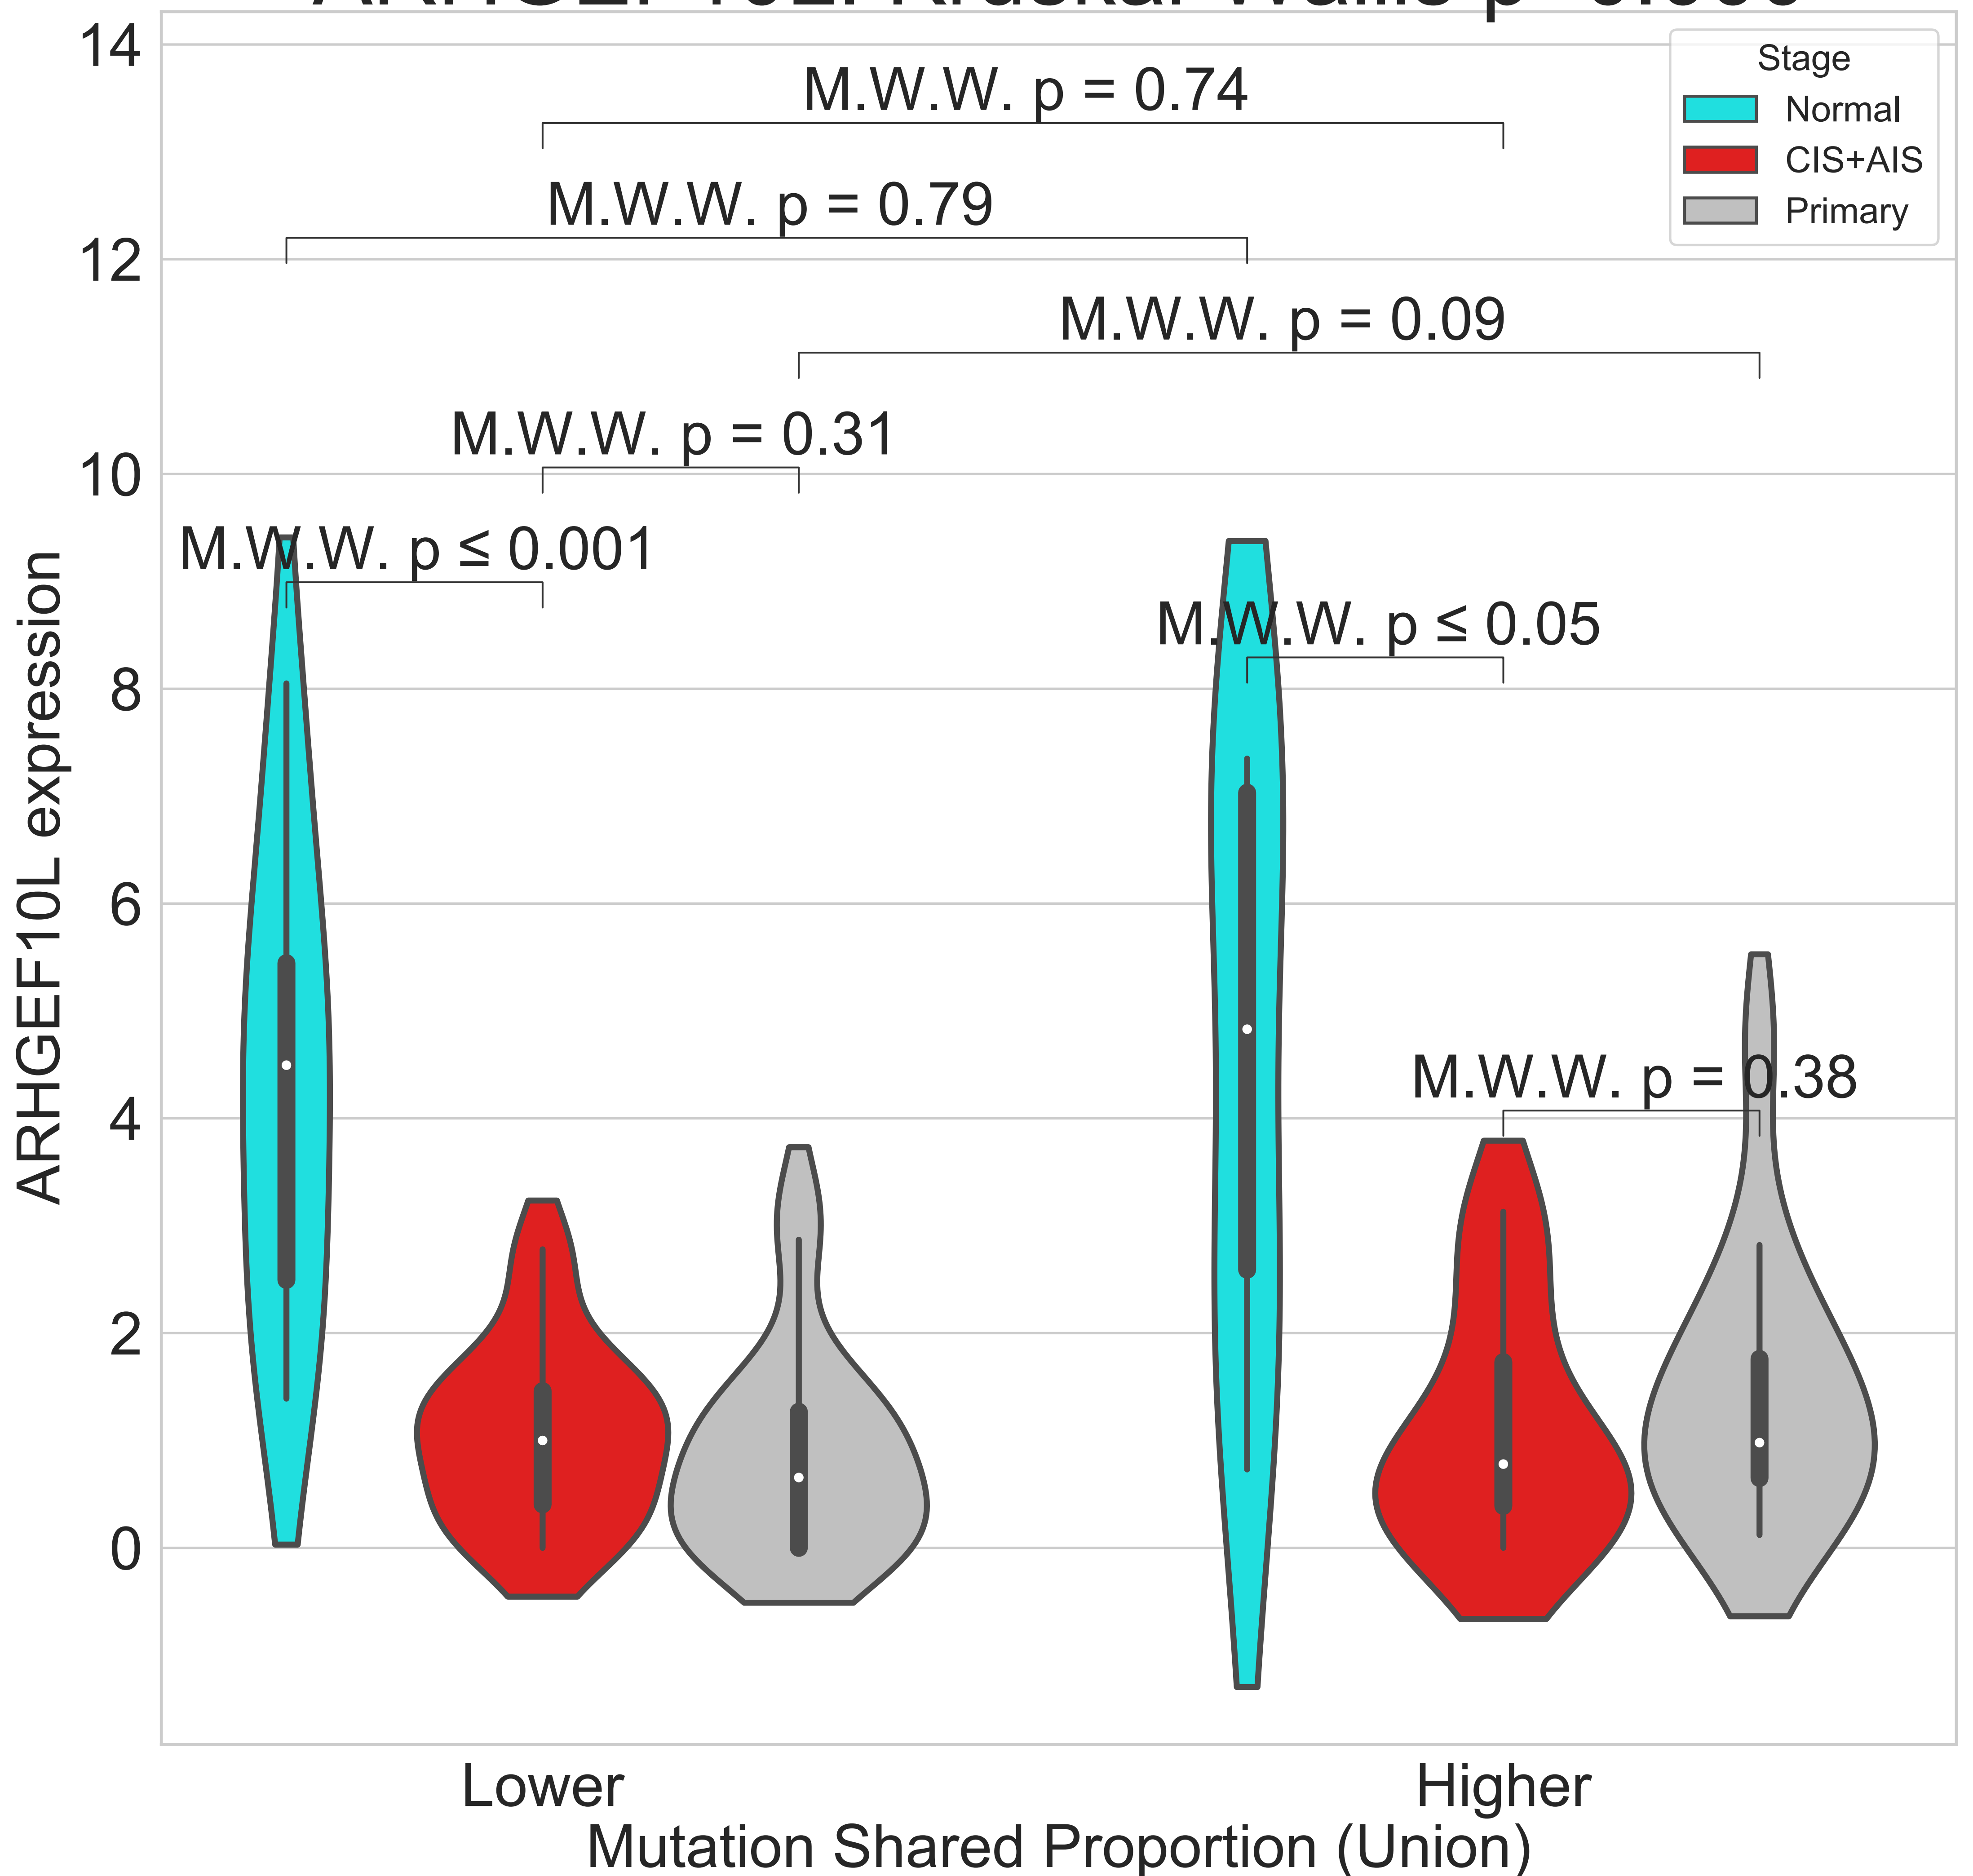 14
M.W.W. p = 0.74
Stage
Normal
CIS+AIS
Primary
M.W.W. p = 0.79
12
M.W.W. p = 0.09
M.W.W. p = 0.31
10
M.W.W. p ≤ 0.001
M.W.W. p ≤ 0.05
8
6
M.W.W. p = 0.38
4
2
0
ARHGEF10L expression
Lower
Higher
Mutation Shared Proportion (Union)